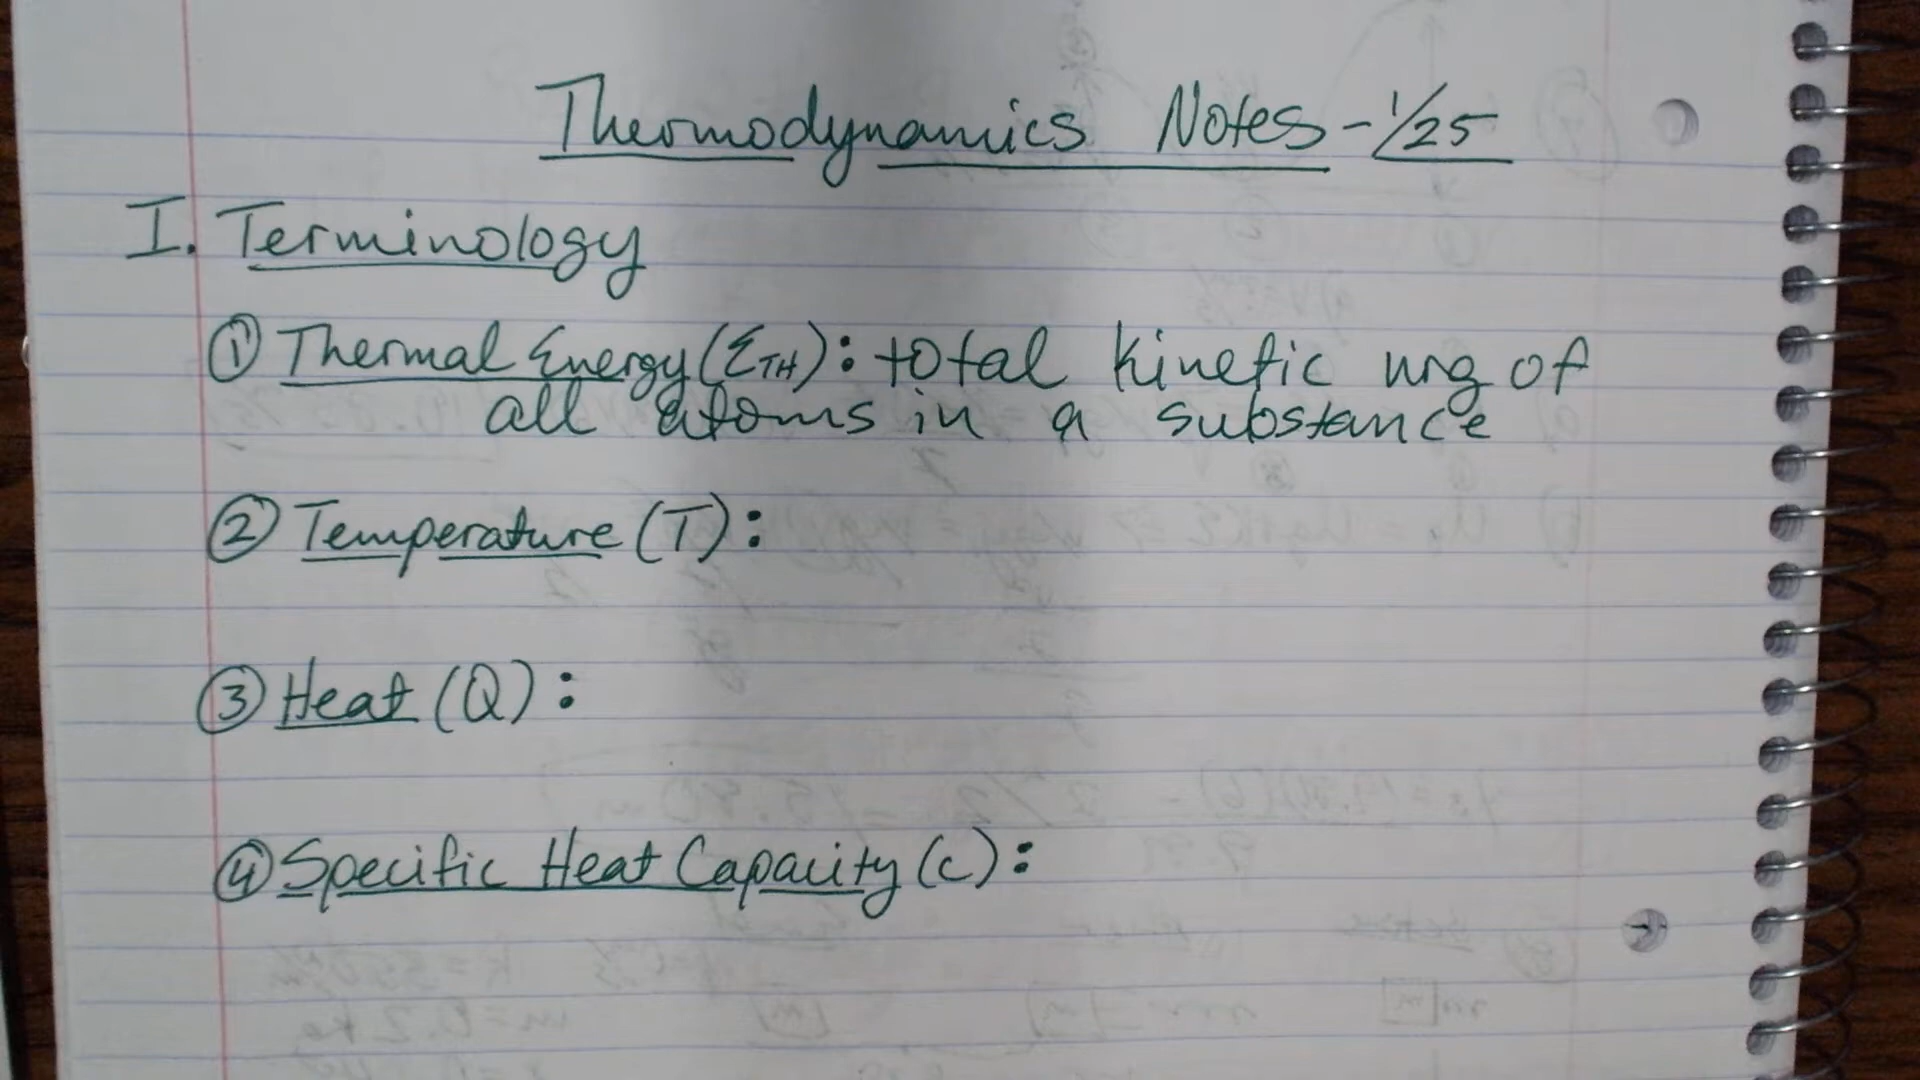 Thermodynamics Notes - 1/25
I. Terminology
① Thermal Energy (ETH): total kinetic nrg of
all atoms in a substance
② Temperature (T):
③ Heat (Q):
④ Specific Heat Capacity (c):